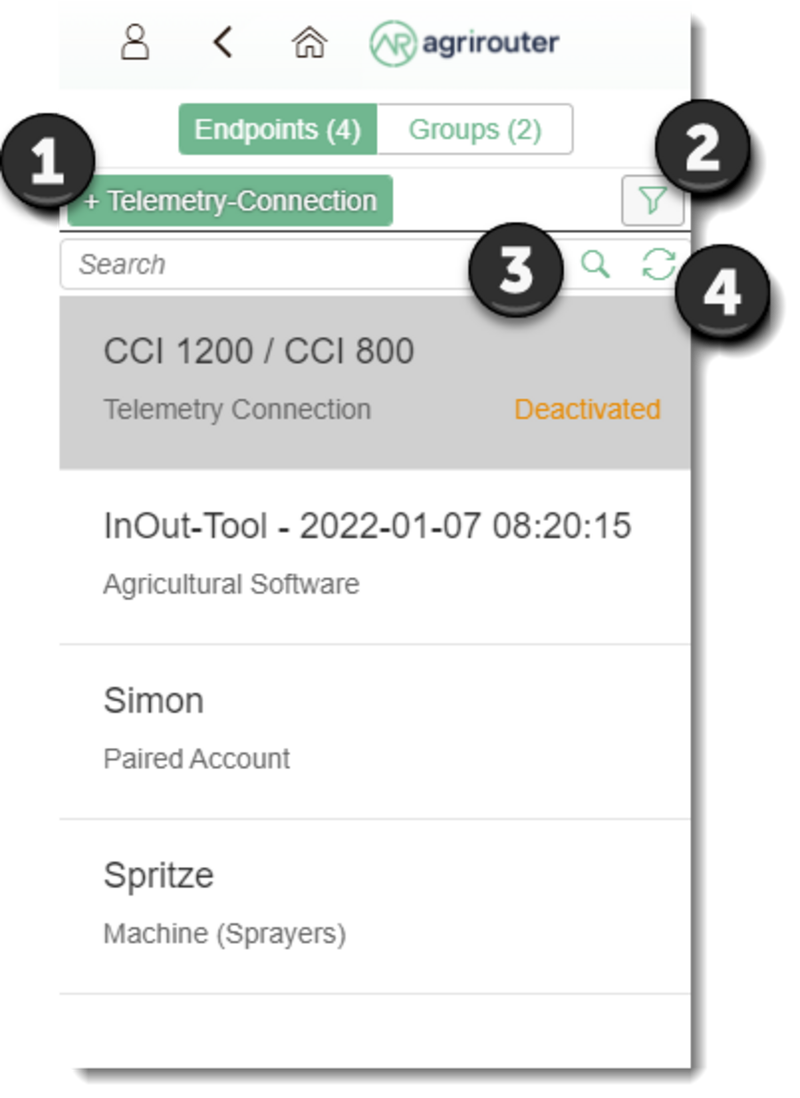 agrirouter
Endpoints (4) Groups (2)
1 2
+ Telemetry-Connection
Search 3 4
CCI 1200 / CCI 800
Telemetry Connection Deactivated
InOut-Tool - 2022-01-07 08:20:15
Agricultural Software
Simon
Paired Account
Spritze
Machine (Sprayers)